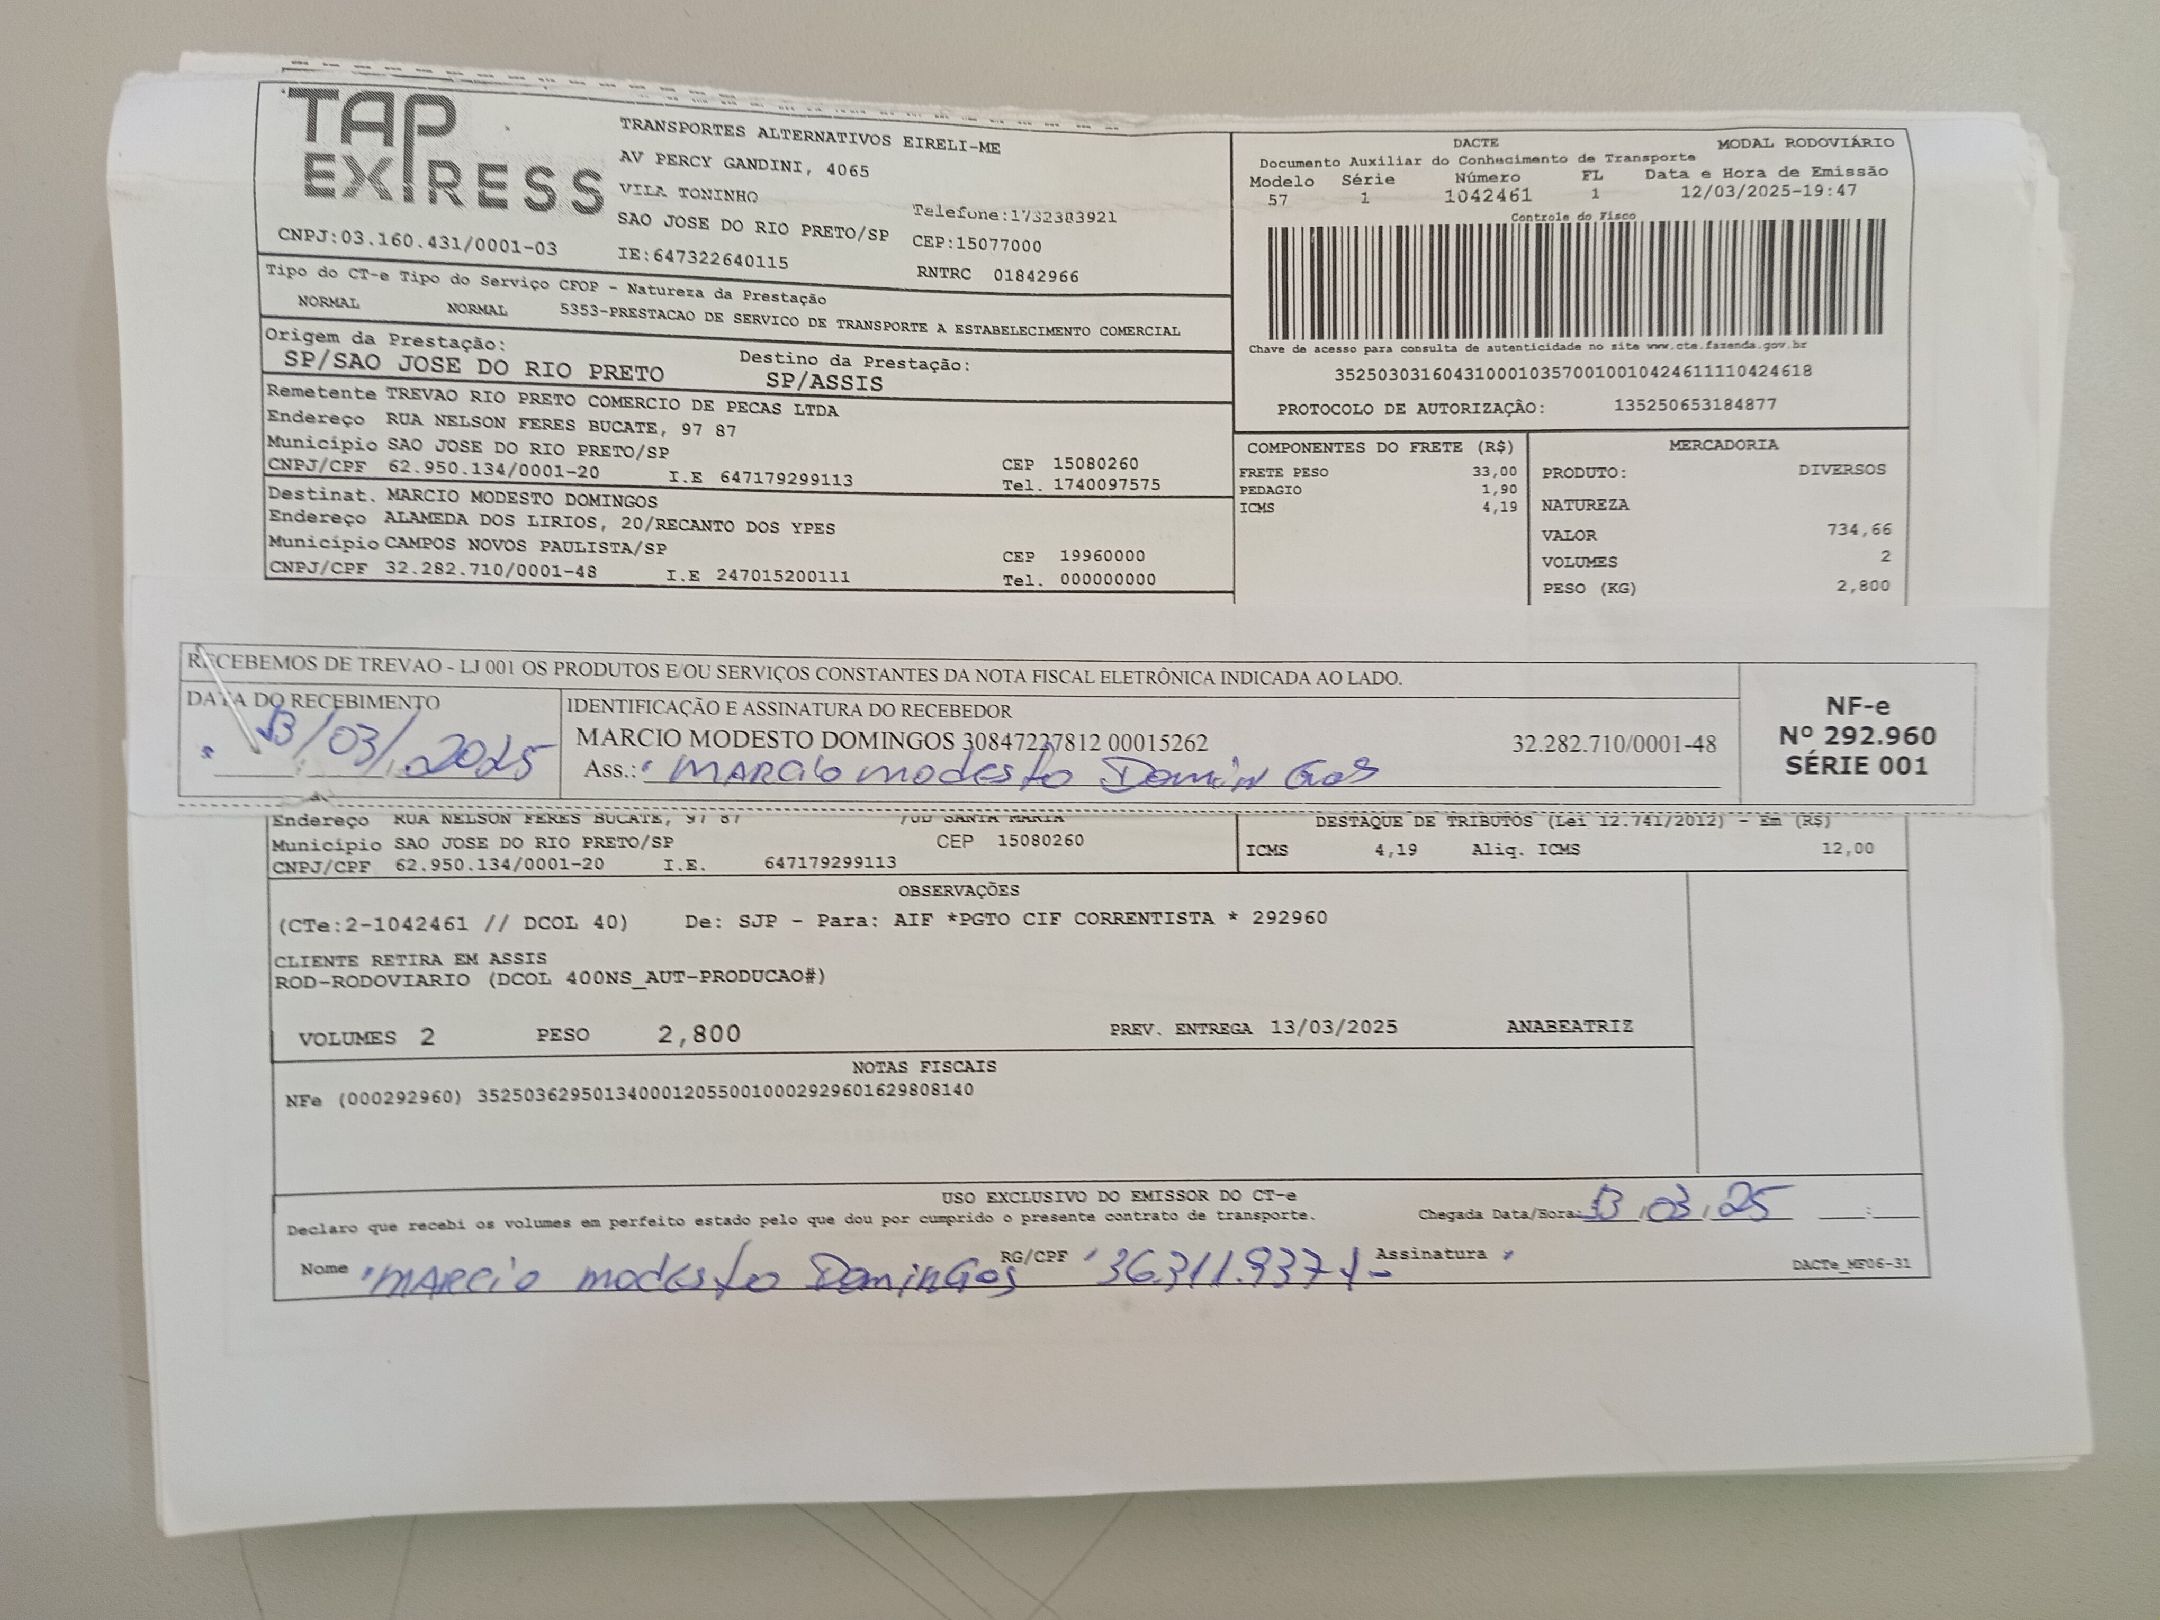 TAP EXPRESS
TRANSPORTES ALTERNATIVOS EIRELI-ME
AV PERCY GANDINI, 4065
VILA TONINHO
SAO JOSE DO RIO PRETO/SP
Telefone:1732383921
CEP:15077000
CNPJ:03.160.431/0001-03
IE:647322640115
RNTRC 01842966
DACTE MODAL RODOVIÁRIO
Documento Auxiliar do Conhecimento de Transporte
Modelo Série Número FL Data e Hora de Emissão
57 1 1042461 1 12/03/2025-19:47
Controle do Fisco
Chave de acesso para consulta de autenticidade no site www.cte.fazenda.gov.br
35250303160431000103570010010424611110424618
PROTOCOLO DE AUTORIZAÇÃO: 135250653184877
Tipo do CT-e Tipo do Serviço CFOP - Natureza da Prestação
NORMAL NORMAL 5353-PRESTACAO DE SERVICO DE TRANSPORTE A ESTABELECIMENTO COMERCIAL
Origem da Prestação: Destino da Prestação:
SP/SAO JOSE DO RIO PRETO SP/ASSIS
Remetente TREVAO RIO PRETO COMERCIO DE PECAS LTDA
Endereço RUA NELSON FERES BUCATE, 97 87
Município SAO JOSE DO RIO PRETO/SP CEP 15080260
CNPJ/CPF 62.950.134/0001-20 I.E 647179299113 Tel. 1740097575
Destinat. MARCIO MODESTO DOMINGOS
Endereço ALAMEDA DOS LIRIOS, 20/RECANTO DOS YPES
Município CAMPOS NOVOS PAULISTA/SP CEP 19960000
CNPJ/CPF 32.282.710/0001-48 I.E 247015200111 Tel. 000000000
COMPONENTES DO FRETE (R$)
FRETE PESO 33,00
PEDAGIO 1,90
ICMS 4,19
MERCADORIA
PRODUTO: DIVERSOS
NATUREZA
VALOR 734,66
VOLUMES 2
PESO (KG) 2,800
RECEBEMOS DE TREVAO - LJ 001 OS PRODUTOS E/OU SERVIÇOS CONSTANTES DA NOTA FISCAL ELETRÔNICA INDICADA AO LADO.
DATA DO RECEBIMENTO
13/03/2025
IDENTIFICAÇÃO E ASSINATURA DO RECEBEDOR
MARCIO MODESTO DOMINGOS 30847227812 00015262 32.282.710/0001-48
Ass.: MARCIO MODESTO DOMINGOS
NF-e
Nº 292.960
SÉRIE 001
Endereço RUA NELSON FERES BUCATE, 97 87 /JD SANTA MARIA
Município SAO JOSE DO RIO PRETO/SP CEP 15080260
CNPJ/CPF 62.950.134/0001-20 I.E. 647179299113
DESTAQUE DE TRIBUTOS (Lei 12.741/2012) - Em (R$)
ICMS 4,19 Aliq. ICMS 12,00
OBSERVAÇÕES
(CTe:2-1042461 // DCOL 40) De: SJP - Para: AIF *PGTO CIF CORRENTISTA * 292960
CLIENTE RETIRA EM ASSIS
ROD-RODOVIARIO (DCOL 400NS_AUT-PRODUCAO#)
VOLUMES 2 PESO 2,800 PREV. ENTREGA 13/03/2025 ANABEATRIZ
NOTAS FISCAIS
NFe (000292960) 35250362950134000120550010002929601629808140
USO EXCLUSIVO DO EMISSOR DO CT-e
Declaro que recebi os volumes em perfeito estado pelo que dou por cumprido o presente contrato de transporte. Chegada Data/Hora: 13/03/25
Nome MARCIO MODESTO DOMINGOS RG/CPF 36.311.937 Assinatura
DACTe_MF06-31